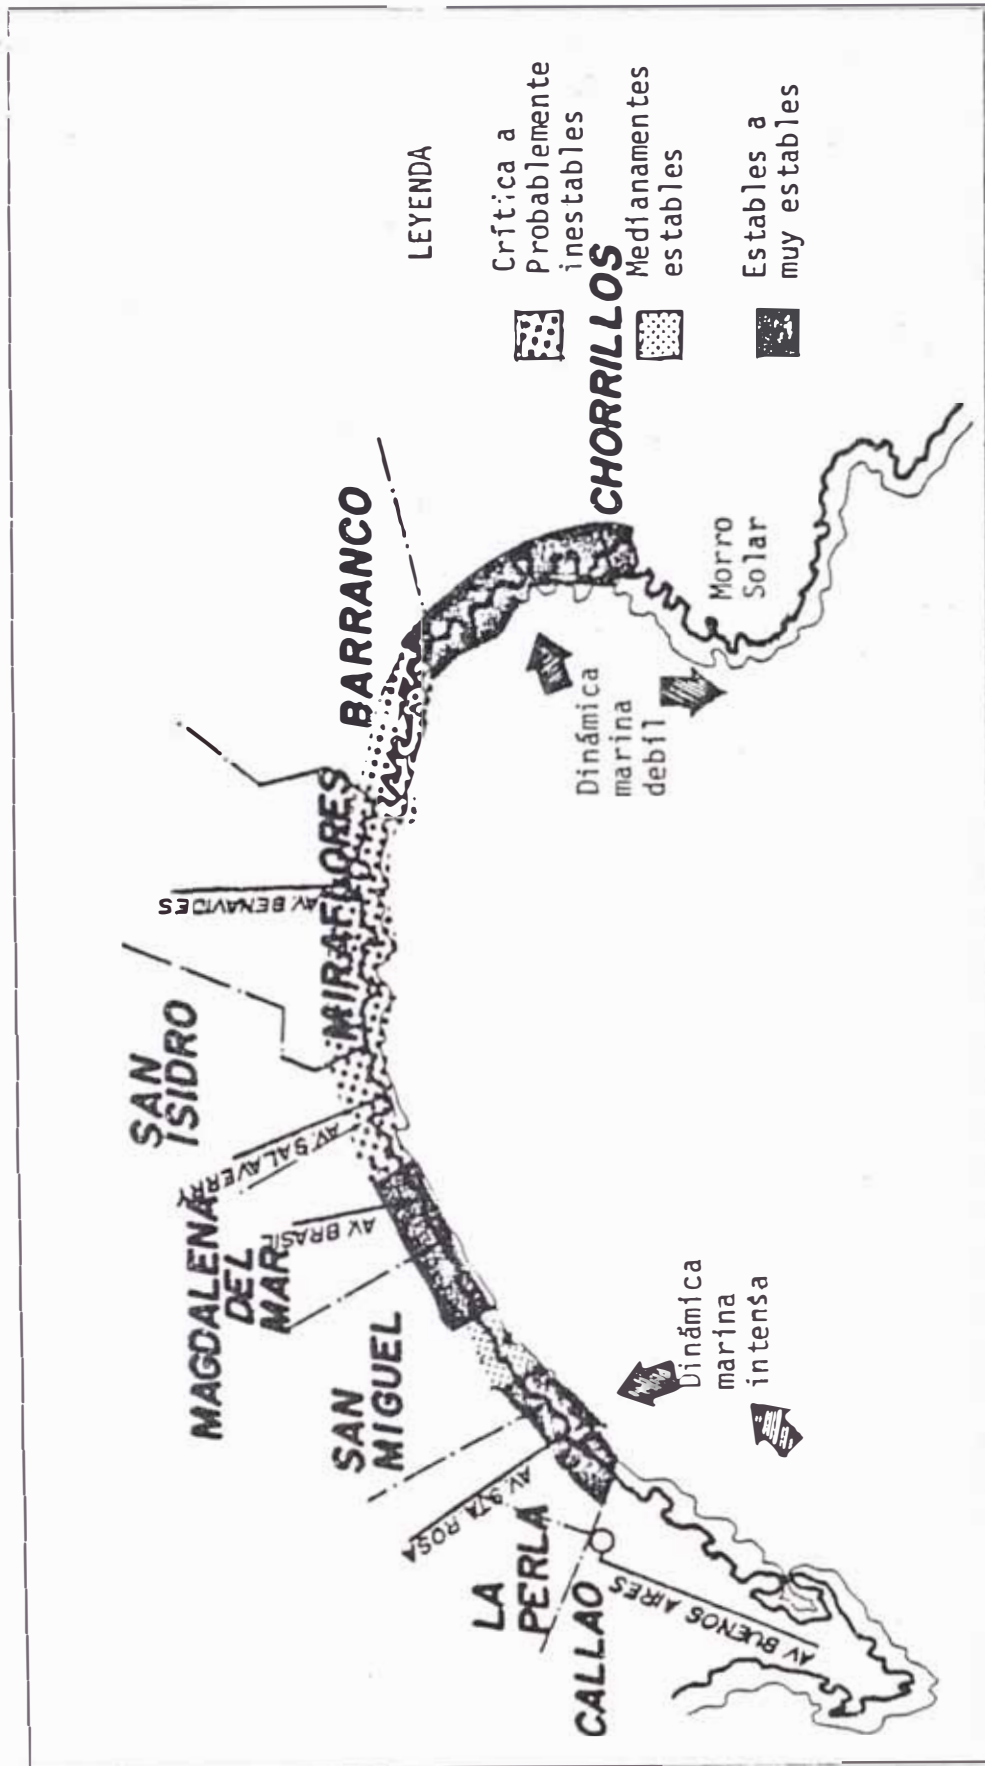 LEYENDA
Crítica a
Probablemente
inestables
Medianamentes
estables
Estables a
muy estables
CHORRILLOS
BARRANCO
MIRAFLORES
AV. BENAVIDES
SAN
ISIDRO
AV. SALAVERRY
MAGDALENA
DEL
MAR
AV. BRASIL
SAN
MIGUEL
AV. STA ROSA
LA
PERLA
CALLAO
AV BUENOS AIRES
Morro
Solar
Dinámica
marina
debil
Dinámica
marina
intensa